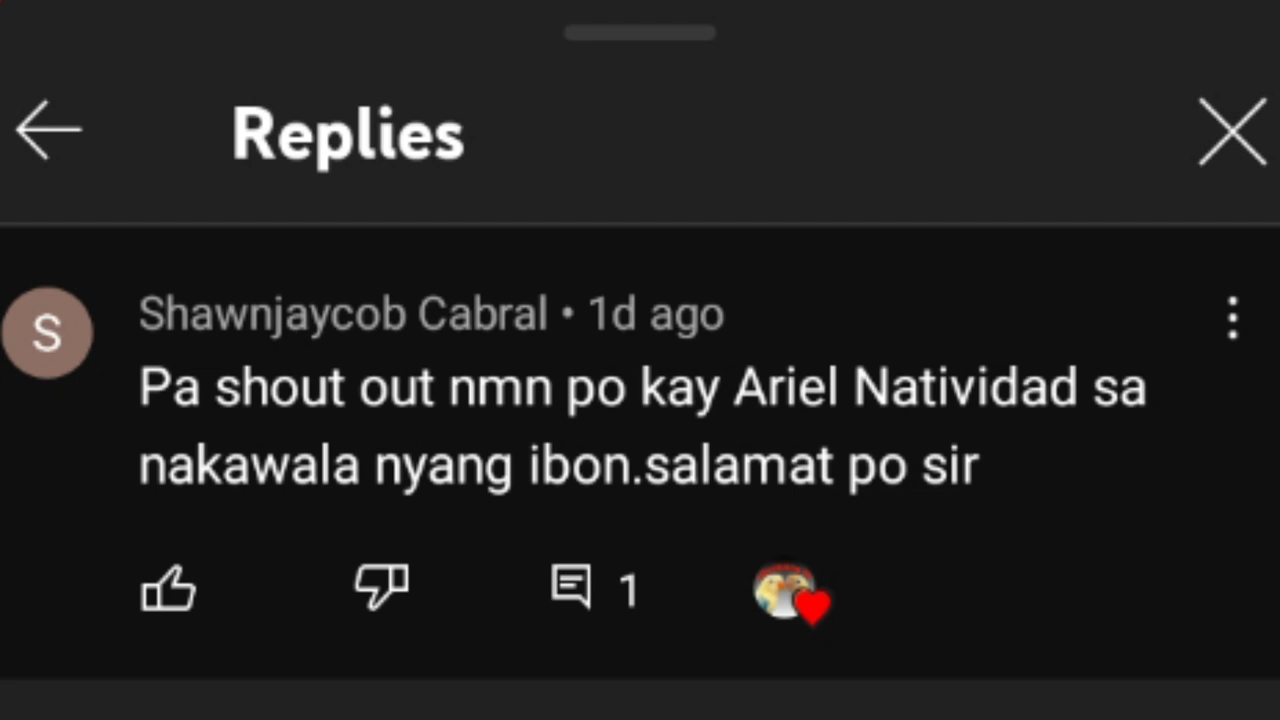 Replies
S
Shawnjaycob Cabral • 1d ago
Pa shout out nmn po kay Ariel Natividad sa
nakawala nyang ibon.salamat po sir
1